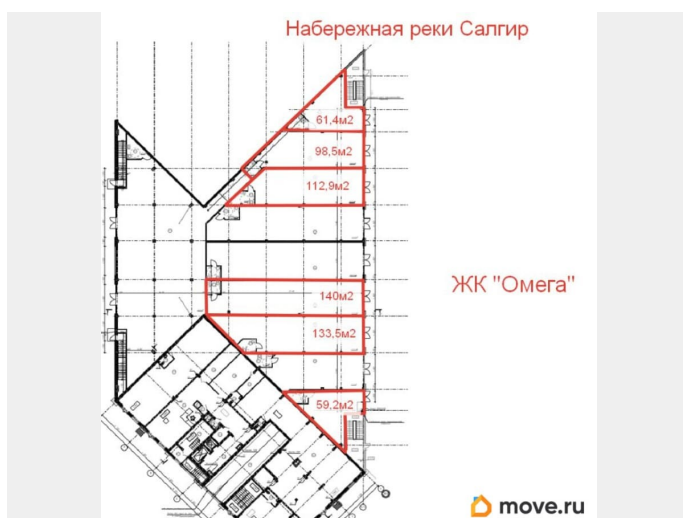 Набережная реки Салгир
61,4м2
98,5м2
112,9м2
ЖК "Омега"
140м2
133,5м2
59,2м2
move.ru